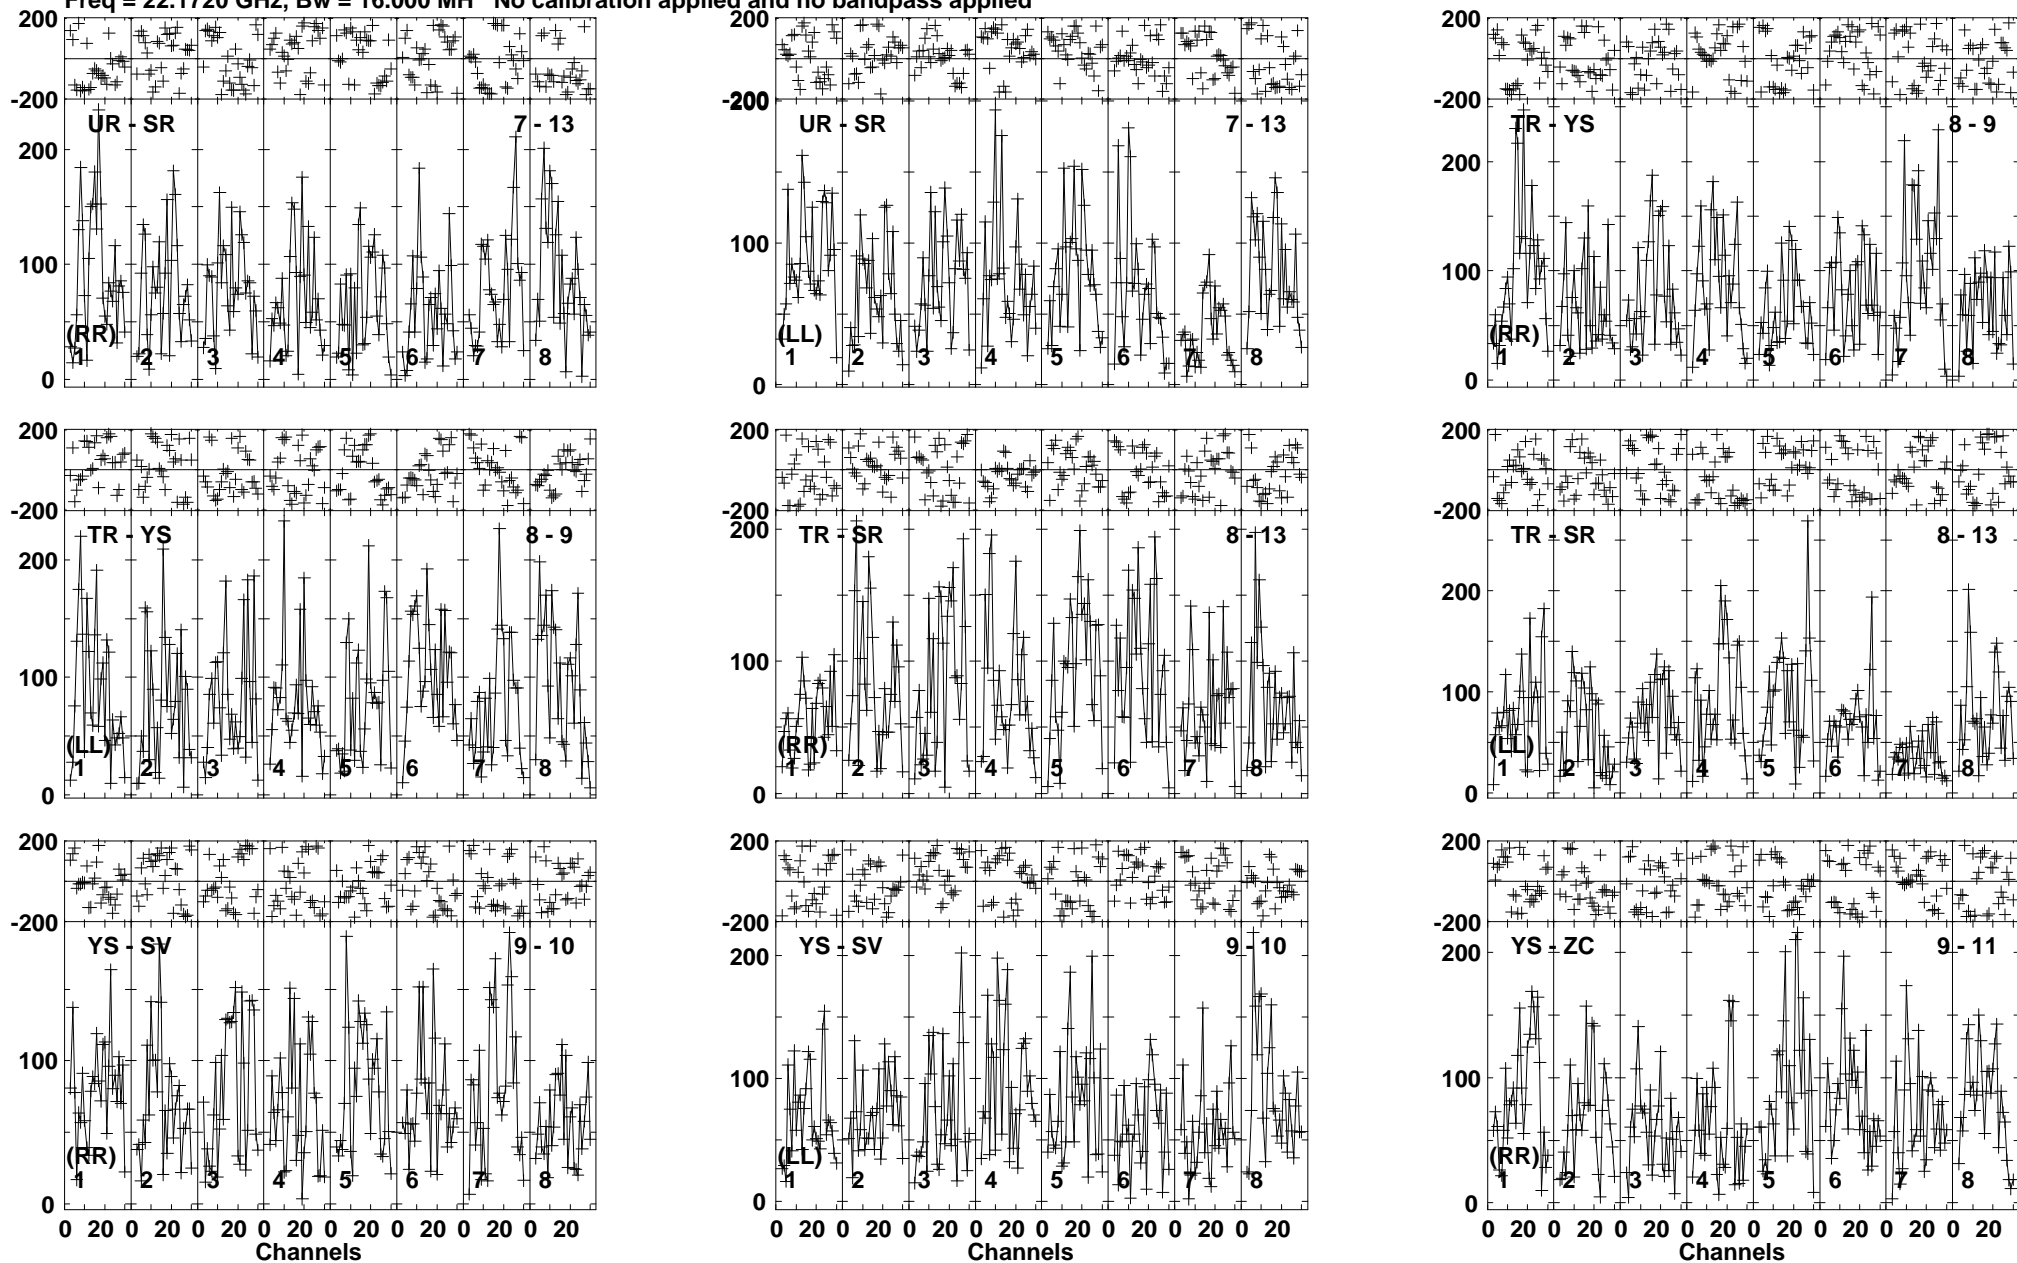 Freq = 22.1720 GHz, Bw = 16.000 MH No calibration applied and no bandpass applied
200 200 200
-200 -200 -200
UR - SR 7 - 13 UR - SR 7 - 13 TR - YS 8 - 9
200 200 200
100 100 100
(RR) (LL) (RR)
1 2 3 4 5 6 7 8 1 2 3 4 5 6 7 8 1 2 3 4 5 6 7 8
0 0 0
200 200 200
-200 -200 -200
TR - YS 8 - 9 TR - SR 8 - 13 TR - SR 8 - 13
200 200 200
100 100 100
(LL) (RR) (LL)
1 2 3 4 5 6 7 8 1 2 3 4 5 6 7 8 1 2 3 4 5 6 7 8
0 0 0
200 200 200
-200 -200 -200
YS - SV 9 - 10 YS - SV 9 - 10 YS - ZC 9 - 11
200 200
100 100 100
(RR) (LL) (RR)
1 2 3 4 5 6 7 8 1 2 3 4 5 6 7 8 1 2 3 4 5 6 7 8
0 0 0
0 20 0 20 0 20 0 20 0 20 0 20 0 20 0 20 0 20 0 20 0 20 0 20 0 20 0 20 0 20 0 20 0 20 0 20 0 20 0 20 0 20 0 20 0 20 0 20
Channels Channels Channels